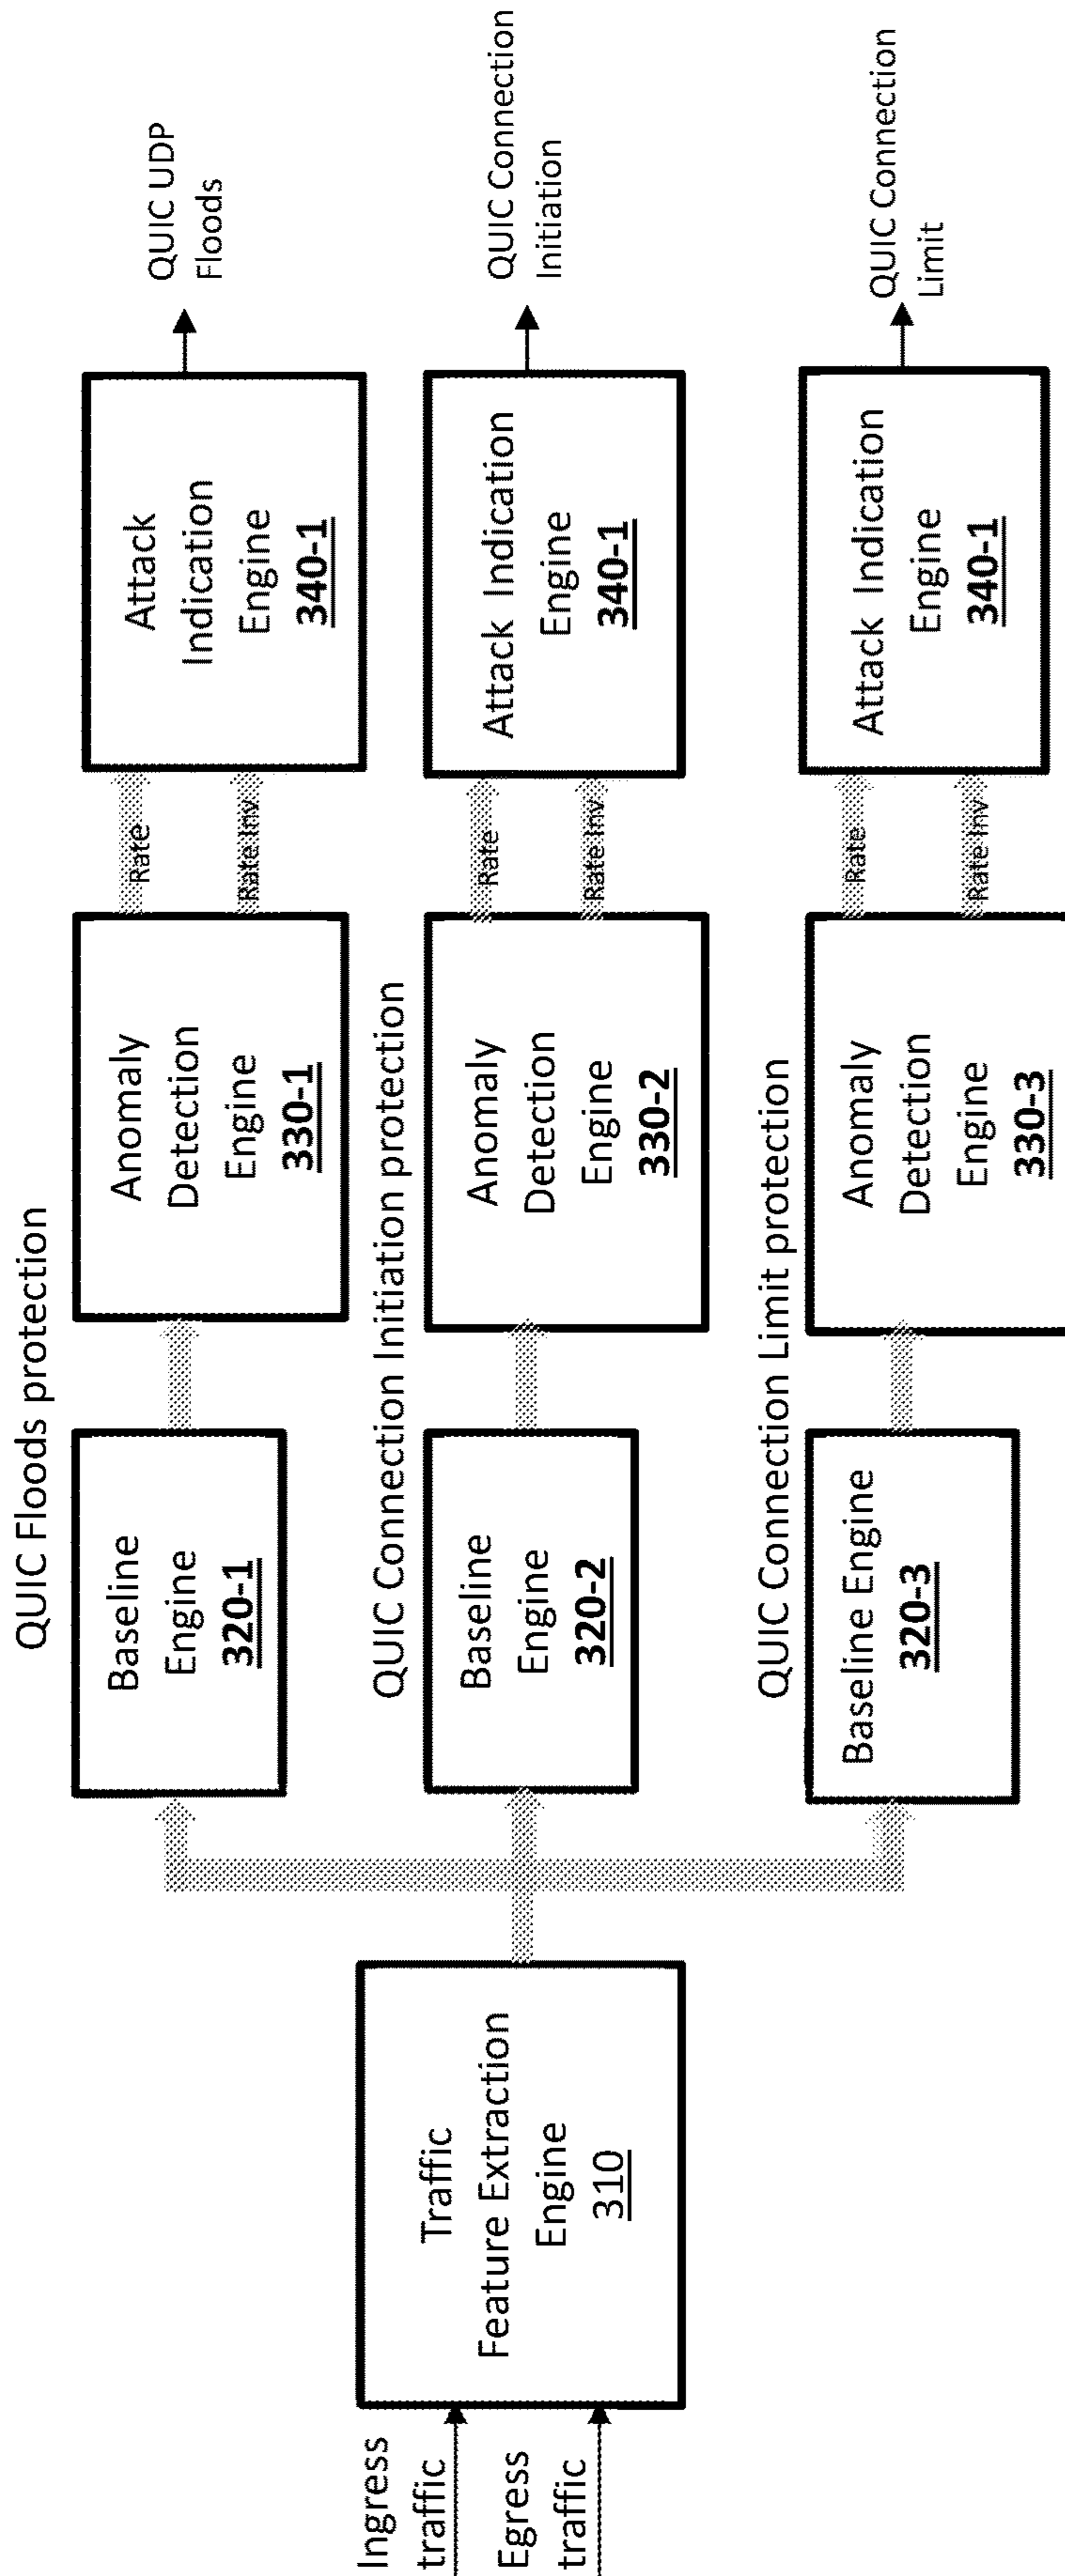 Ingress
traffic
Egress
traffic
Traffic
Feature Extraction
Engine
310
QUIC Floods protection
Baseline
Engine
320-1
Anomaly
Detection
Engine
330-1
Rate
Rate Inv
Attack
Indication
Engine
340-1
QUIC UDP
Floods
QUIC Connection Initiation protection
Baseline
Engine
320-2
Anomaly
Detection
Engine
330-2
Rate
Rate Inv
Attack Indication
Engine
340-1
QUIC Connection
Initiation
QUIC Connection Limit protection
Baseline Engine
320-3
Anomaly
Detection
Engine
330-3
Rate
Rate Inv
Attack Indication
Engine
340-1
QUIC Connection
Limit